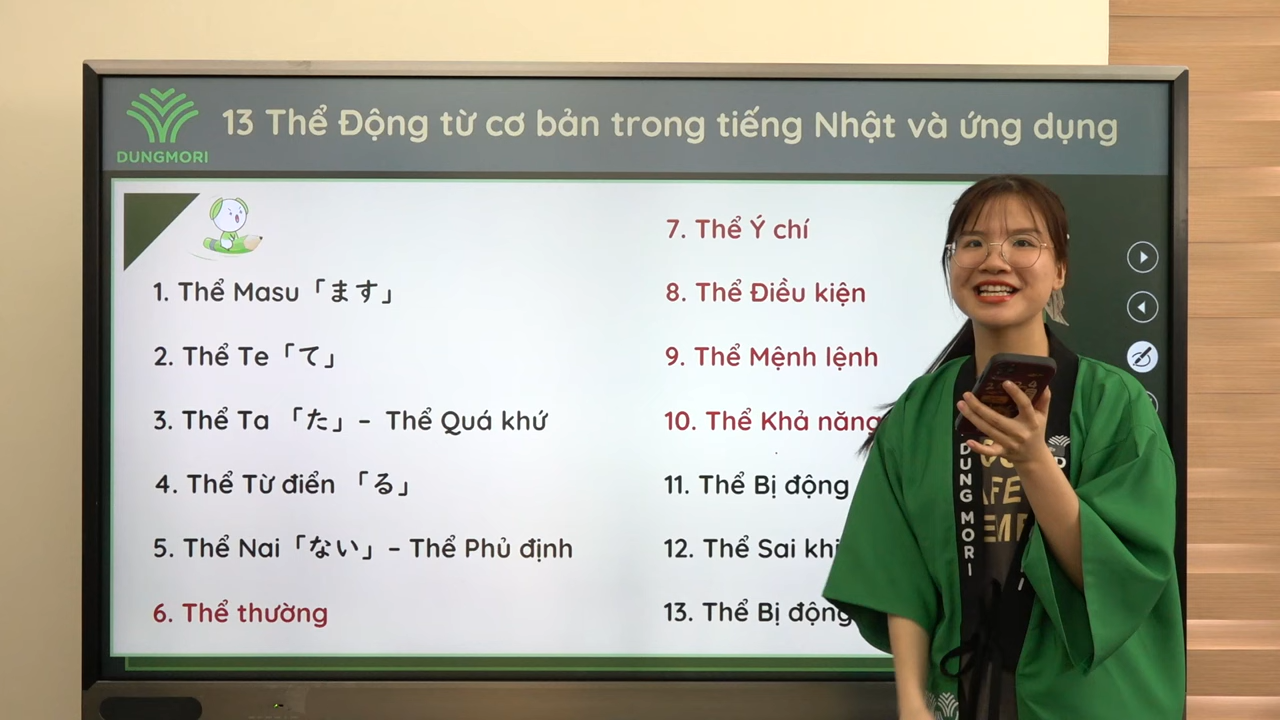 DUNGMORI
13 Thể Động từ cơ bản trong tiếng Nhật và ứng dụng
1. Thể Masu「ます」
2. Thể Te「て」
3. Thể Ta 「た」– Thể Quá khứ
4. Thể Từ điển 「る」
5. Thể Nai「ない」– Thể Phủ định
6. Thể thường
7. Thể Ý chí
8. Thể Điều kiện
9. Thể Mệnh lệnh
10. Thể Khả năng
11. Thể Bị động
12. Thể Sai khi
13. Thể Bị động
DUNG MORI